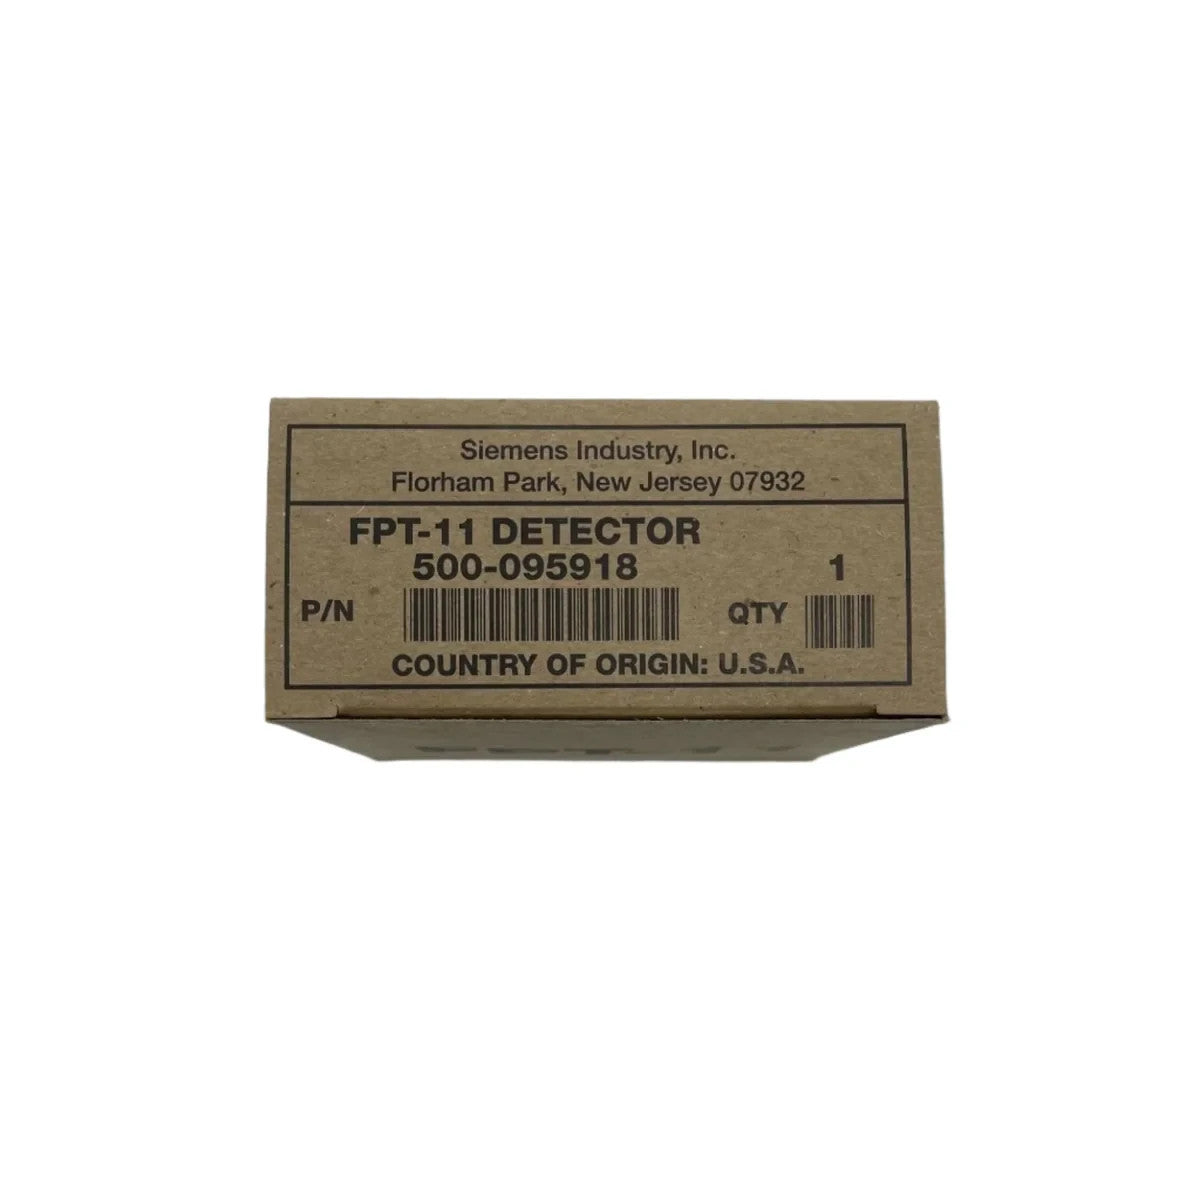 Siemens Industry, Inc.
Florham Park, New Jersey 07932
FPT-11 DETECTOR
500-095918 1
P/N QTY
COUNTRY OF ORIGIN: U.S.A.